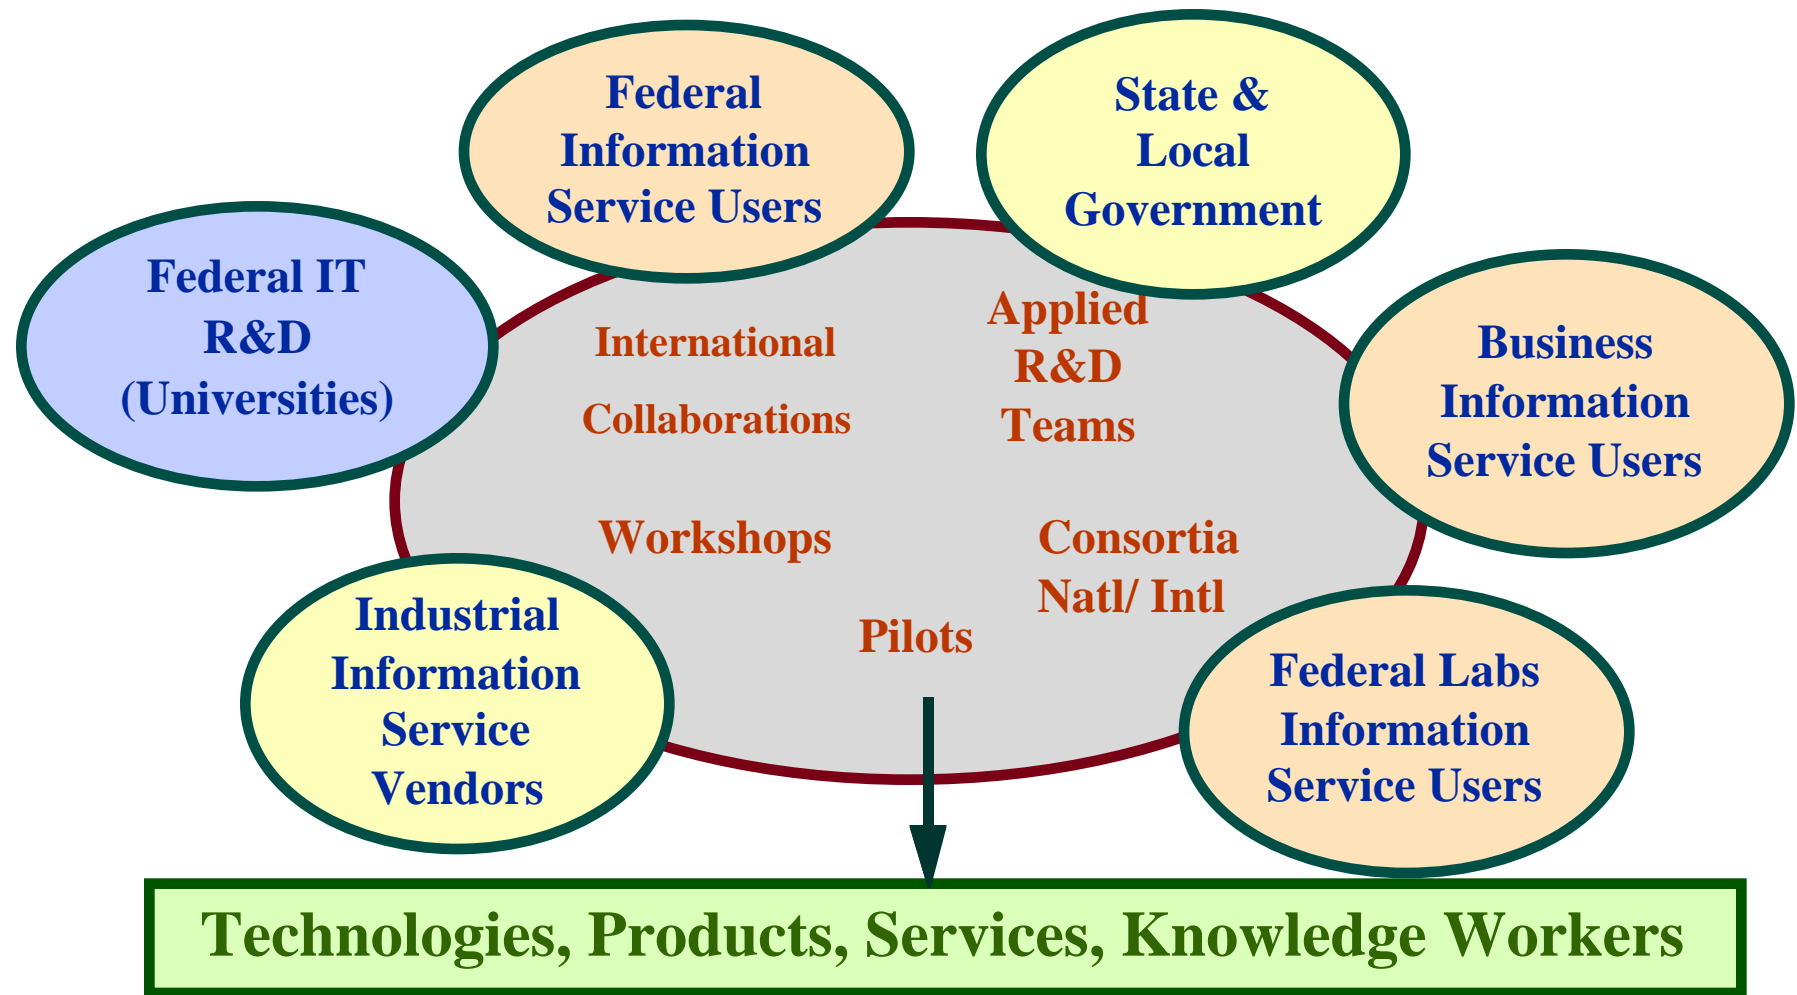 Federal
Information
Service Users
State &
Local
Government
Federal IT
R&D
(Universities)
International
Collaborations
Applied
R&D
Teams
Business
Information
Service Users
Workshops
Consortia
Natl/ Intl
Pilots
Industrial
Information
Service
Vendors
Federal Labs
Information
Service Users
Technologies, Products, Services, Knowledge Workers